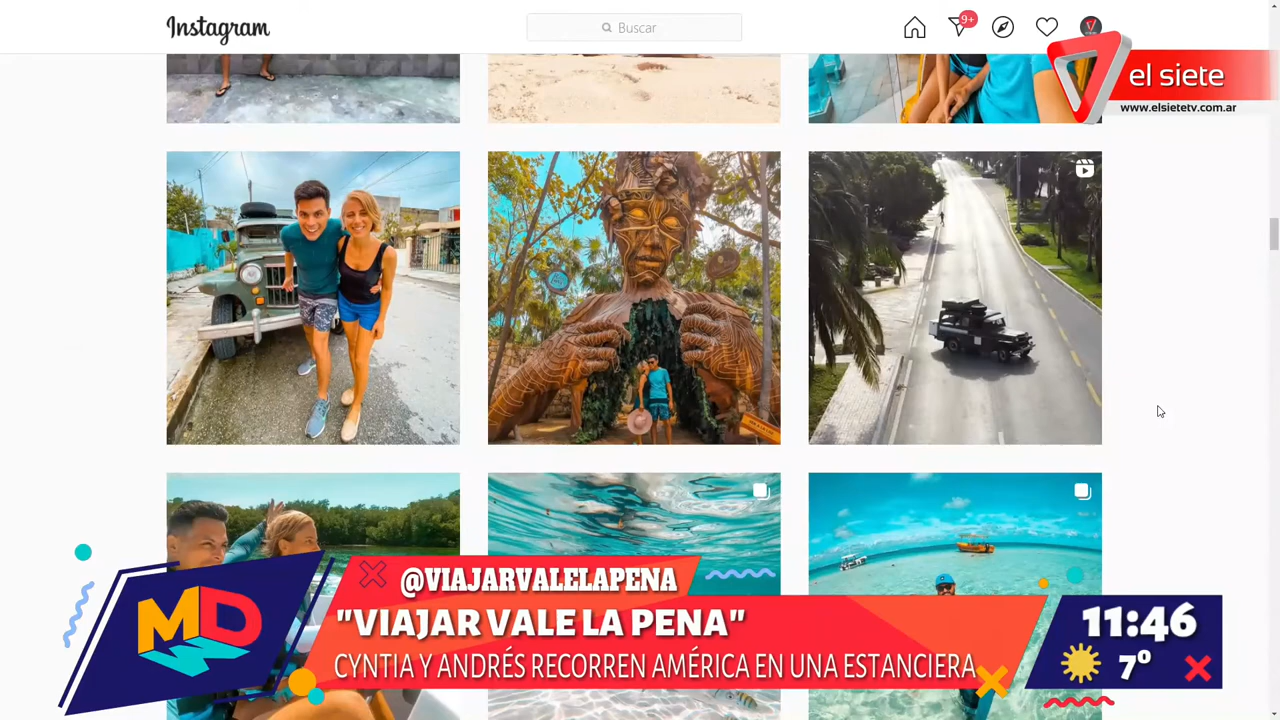 Instagram
Buscar
9+
el siete
www.elsietetv.com.ar
@VIAJARVALELAPENA
"VIAJAR VALE LA PENA"
CYNTIA Y ANDRÉS RECORREN AMÉRICA EN UNA ESTANCIERA
MD
11:46
7º